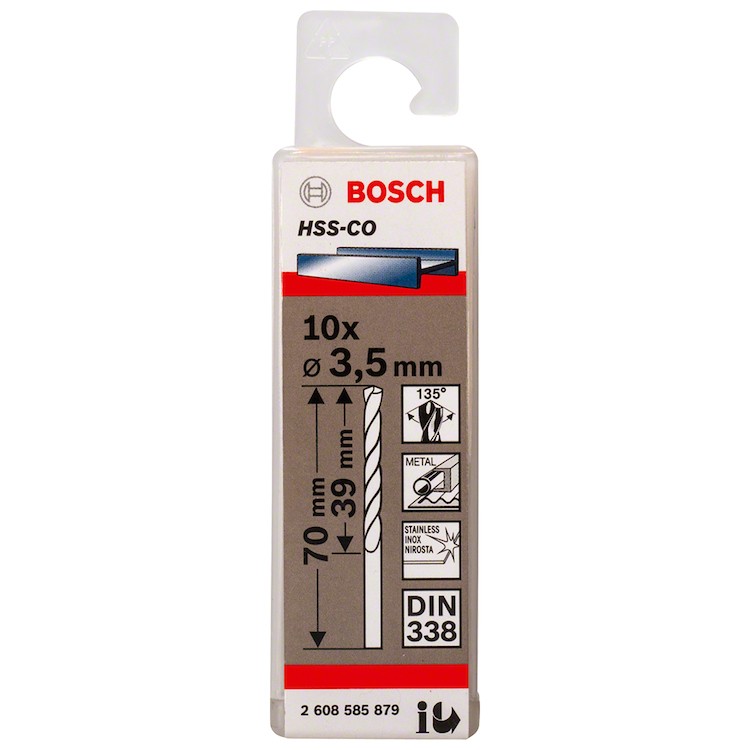 BOSCH
HSS-CO
10x
ø 3,5 mm
135°
39 mm
70 mm
METAL
STAINLESS
INOX
NIROSTA
DIN
338
2 608 585 879